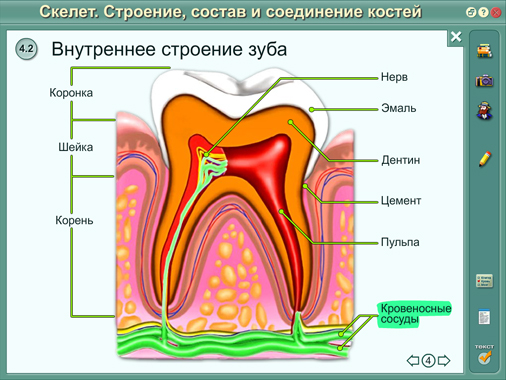 Скелет. Строение, состав и соединение костей
4.2
Внутреннее строение зуба
Коронка
Шейка
Корень
Нерв
Эмаль
Дентин
Цемент
Пульпа
Кровеносные
сосуды
4
?
текст